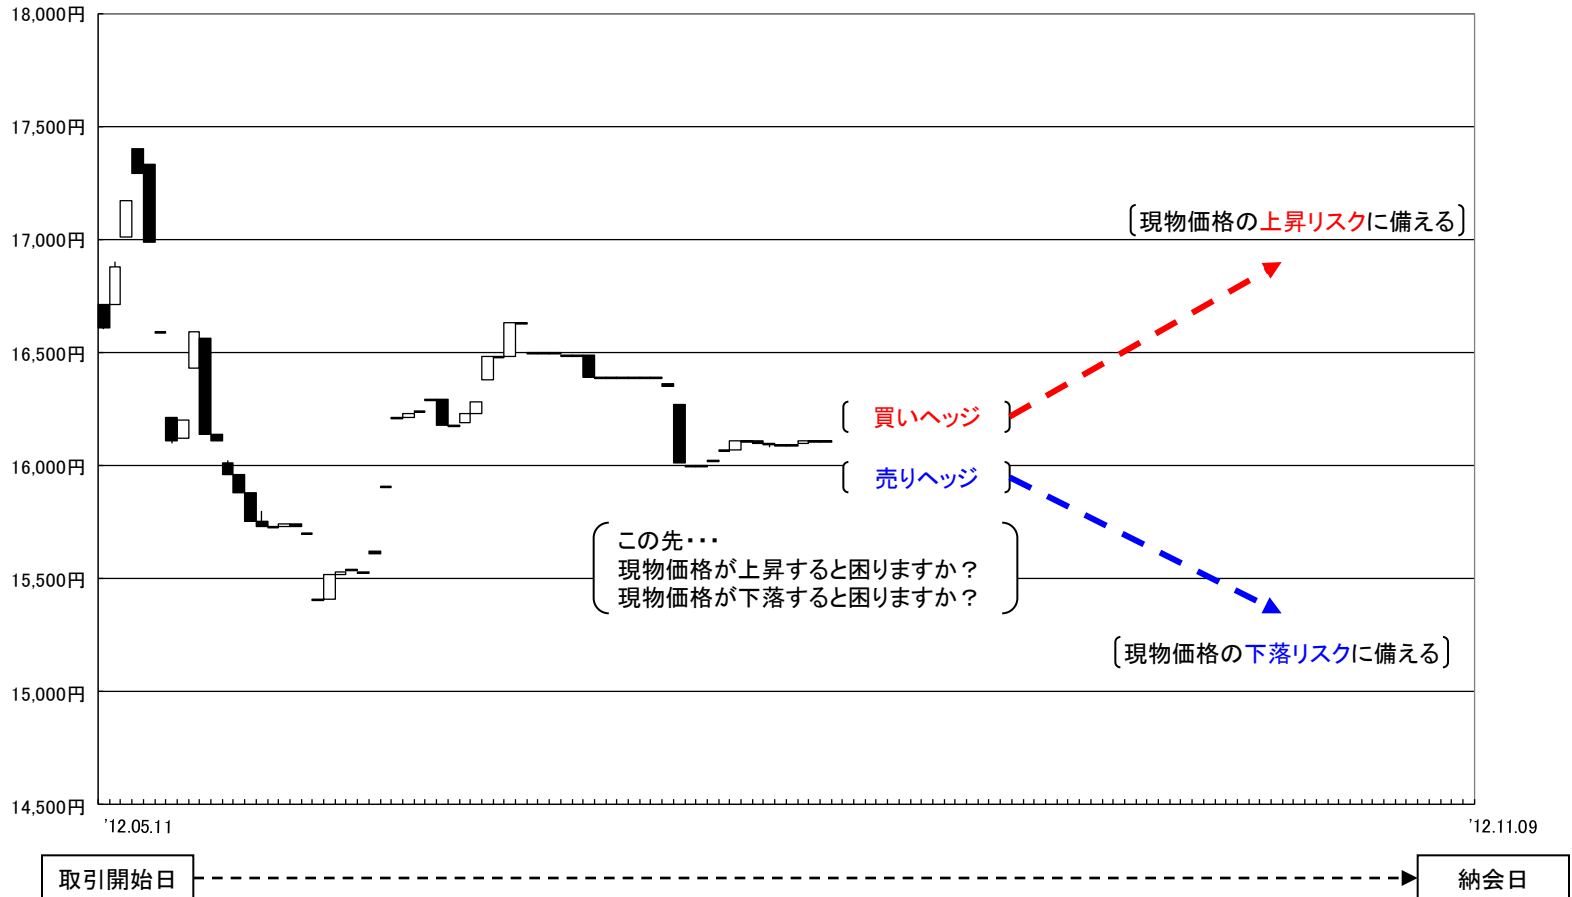 18,000円
17,500円
17,000円
16,500円
16,000円
15,500円
15,000円
14,500円
［現物価格の上昇リスクに備える］
［買いヘッジ］
［売りヘッジ］
この先・・・
現物価格が上昇すると困りますか？
現物価格が下落すると困りますか？
［現物価格の下落リスクに備える］
'12.05.11
'12.11.09
取引開始日
納会日